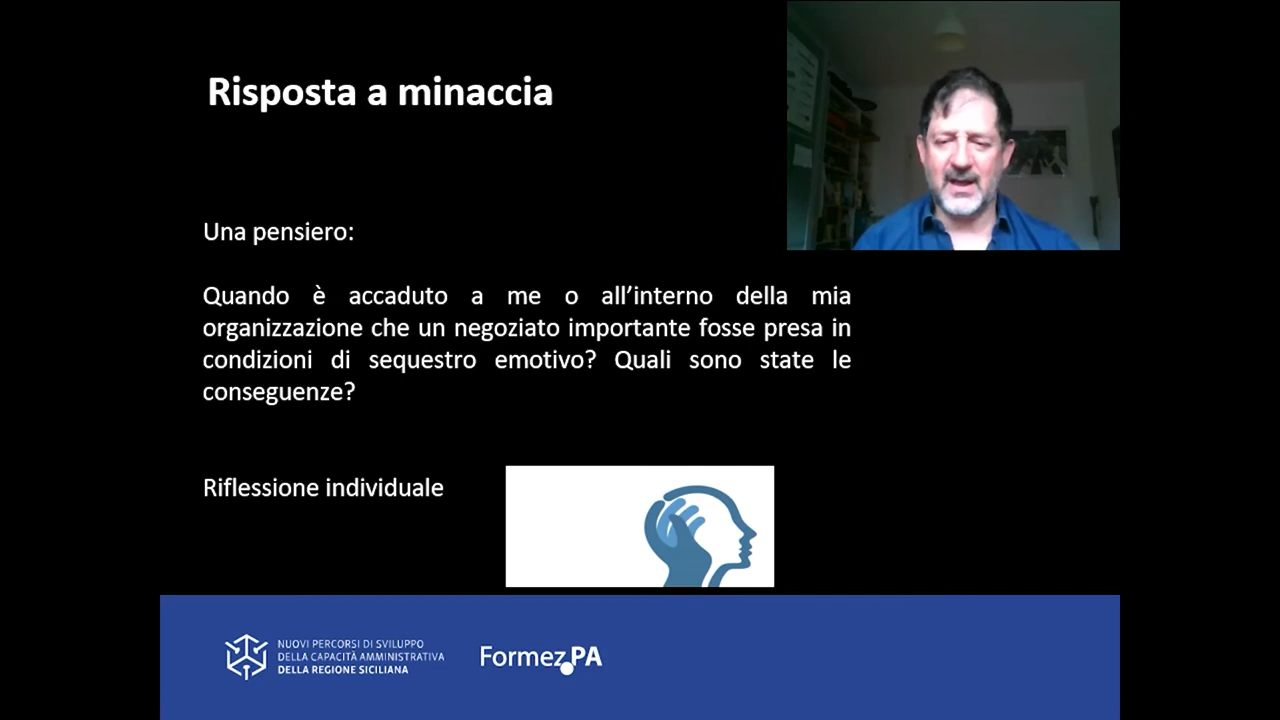 Risposta a minaccia
Una pensiero:
Quando è accaduto a me o all’interno della mia
organizzazione che un negoziato importante fosse presa in
condizioni di sequestro emotivo? Quali sono state le
conseguenze?
Riflessione individuale
NUOVI PERCORSI DI SVILUPPO
DELLA CAPACITÀ AMMINISTRATIVA
DELLA REGIONE SICILIANA
Formez.PA